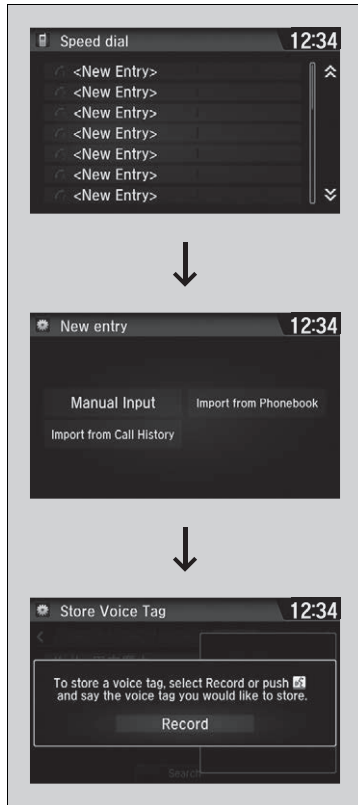 Speed dial 12:34
<New Entry>
<New Entry>
<New Entry>
<New Entry>
<New Entry>
<New Entry>
<New Entry>
New entry 12:34
Manual Input Import from Phonebook
Import from Call History
Store Voice Tag 12:34
To store a voice tag, select Record or push
and say the voice tag you would like to store.
Record
Search